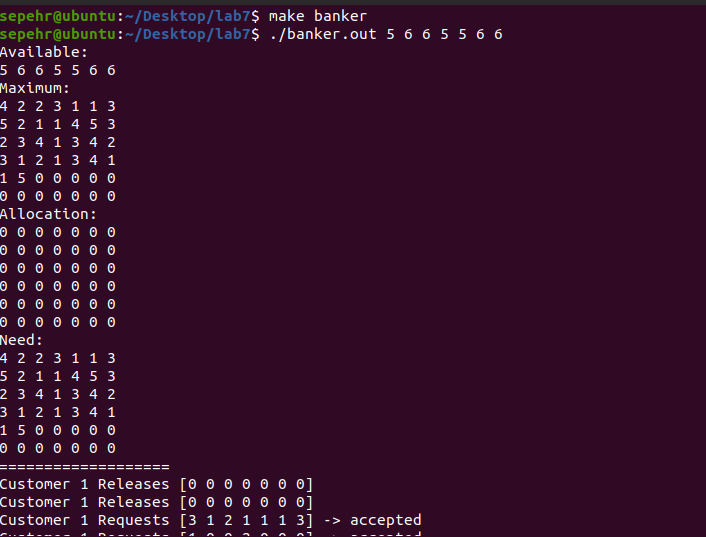 sepehr@ubuntu:~/Desktop/lab7$ make banker
sepehr@ubuntu:~/Desktop/lab7$ ./banker.out 5 6 6 5 5 6 6
Available:
5 6 6 5 5 6 6
Maximum:
4 2 2 3 1 1 3
5 2 1 1 4 5 3
2 3 4 1 3 4 2
3 1 2 1 3 4 1
1 5 0 0 0 0 0
0 0 0 0 0 0 0
Allocation:
0 0 0 0 0 0 0
0 0 0 0 0 0 0
0 0 0 0 0 0 0
0 0 0 0 0 0 0
0 0 0 0 0 0 0
0 0 0 0 0 0 0
Need:
4 2 2 3 1 1 3
5 2 1 1 4 5 3
2 3 4 1 3 4 2
3 1 2 1 3 4 1
1 5 0 0 0 0 0
0 0 0 0 0 0 0
===================
Customer 1 Releases [0 0 0 0 0 0 0]
Customer 1 Releases [0 0 0 0 0 0 0]
Customer 1 Requests [3 1 2 1 1 1 3] -> accepted
Customer 1 Requests